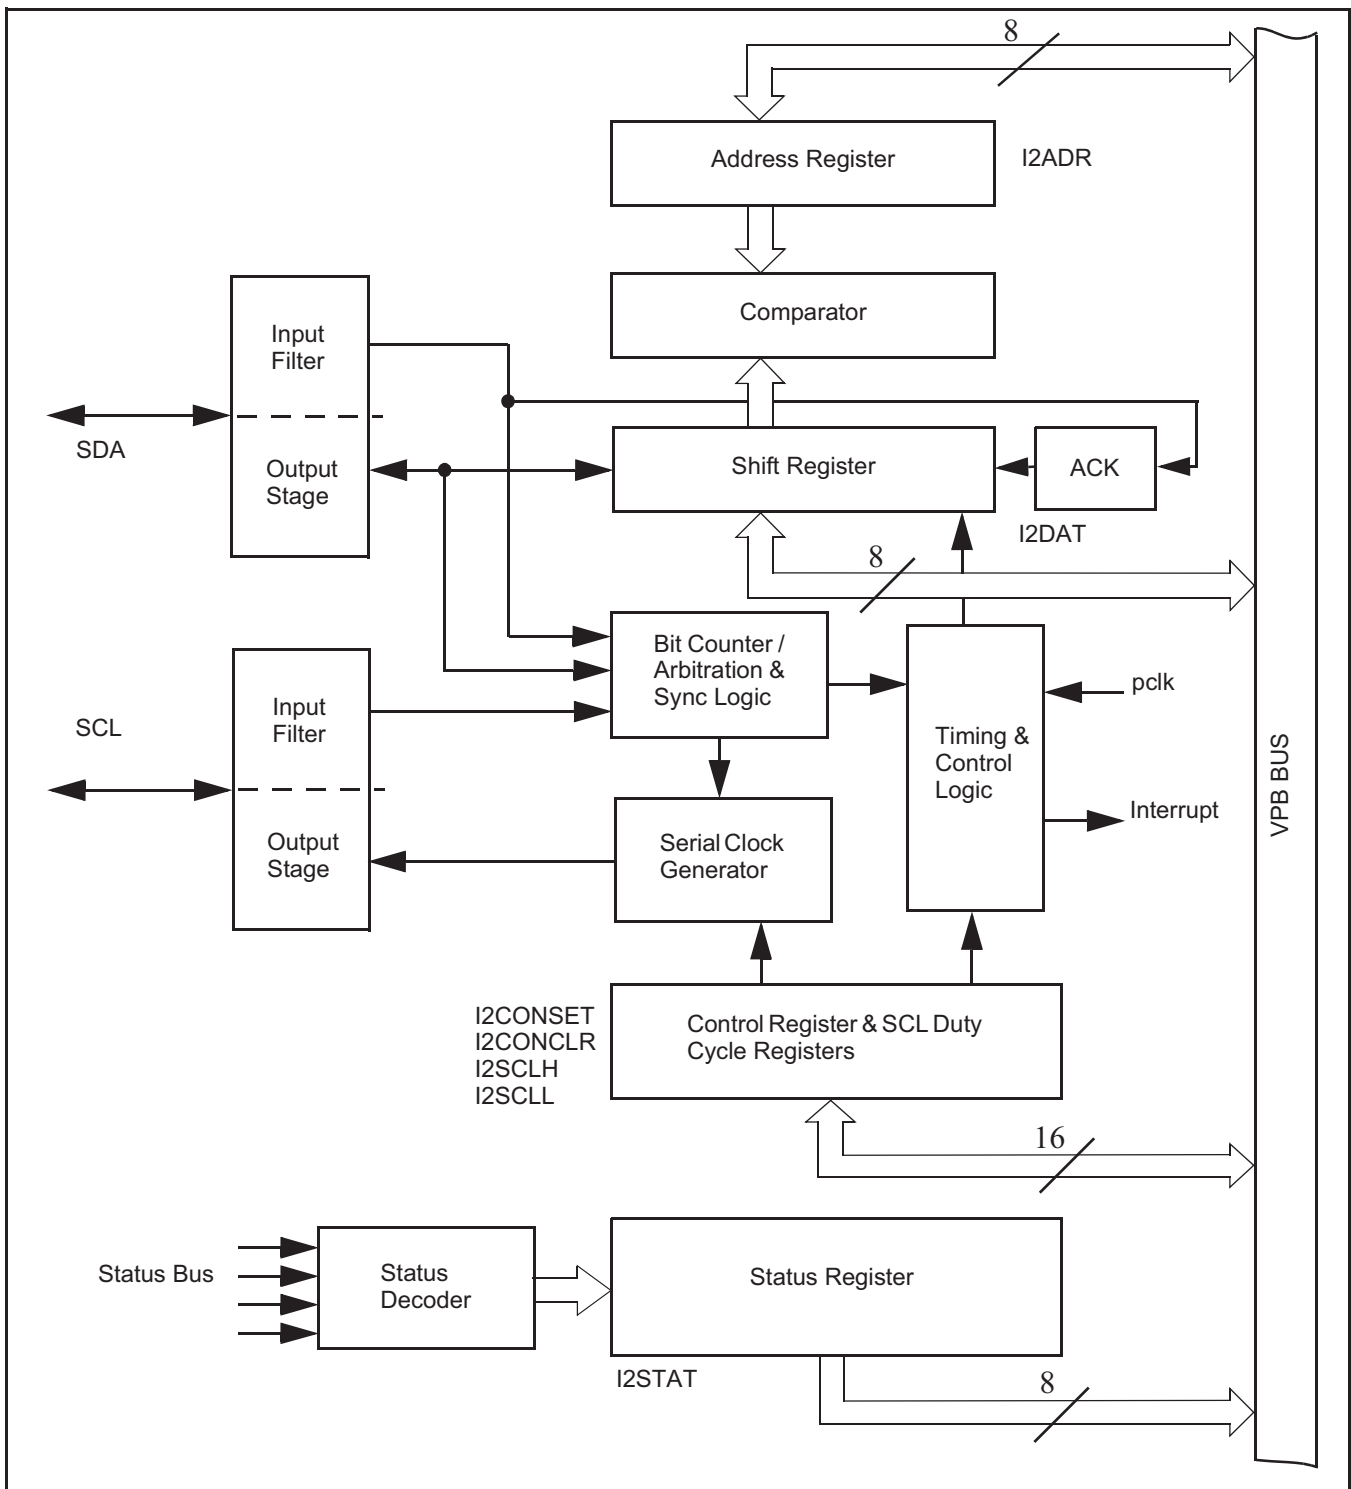 8
Address Register
I2ADR
Comparator
Input
Filter
SDA
Output
Stage
Shift Register
ACK
I2DAT
8
Bit Counter /
Arbitration &
Sync Logic
pclk
SCL
Input
Filter
Timing &
Control
Logic
VPB BUS
Interrupt
Output
Stage
Serial Clock
Generator
I2CONSET
I2CONCLR
I2SCLH
I2SCLL
Control Register & SCL Duty
Cycle Registers
16
Status Bus
Status
Decoder
Status Register
I2STAT
8